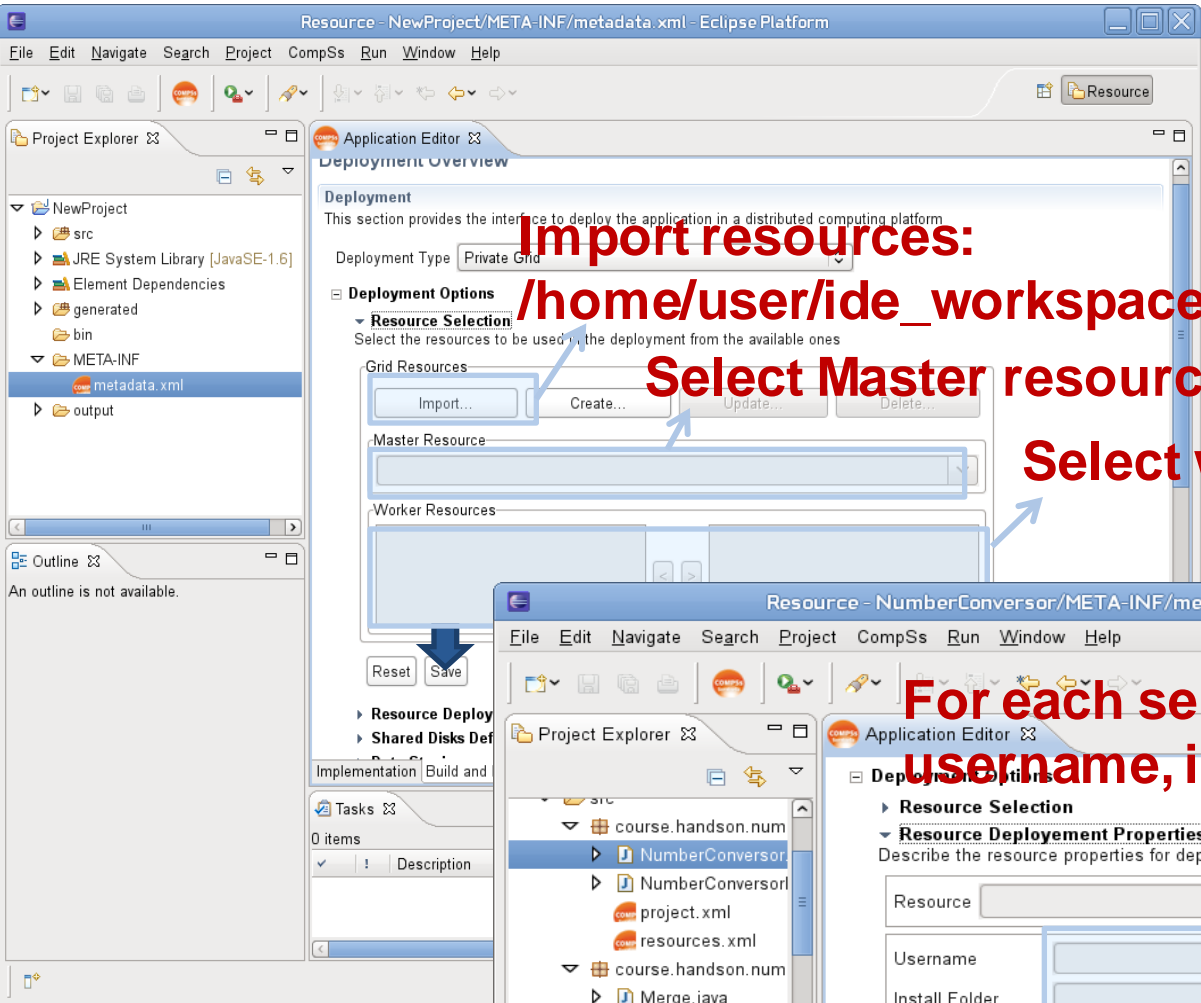 Resource - NewProject/META-INF/metadata.xml - Eclipse Platform
File Edit Navigate Search Project CompSs Run Window Help
Resource
Project Explorer
NewProject
src
JRE System Library [JavaSE-1.6]
Element Dependencies
generated
bin
META-INF
metadata.xml
output
Outline
An outline is not available.
Application Editor
Deployment Overview
Deployment
This section provides the interface to deploy the application in a distributed computing platform
Deployment Type Private Grid
Import resources:
/home/user/ide_workspace
Deployment Options
Resource Selection
Select the resources to be used in the deployment from the available ones
Grid Resources
Import... Create... Update... Delete...
Select Master resourc
Master Resource
Select
Worker Resources
< >
Reset Save
Resource Deploy
Shared Disks Def
Implementation Build and
Tasks
0 items
! Description
Resource - NumberConversor/META-INF/me
File Edit Navigate Search Project CompSs Run Window Help
For each se
username, i
Project Explorer
src
course.handson.num
NumberConversor.
NumberConversorI
project.xml
resources.xml
course.handson.num
Merge.java
Application Editor
Deployment Options
Resource Selection
Resource Deployement Properties
Describe the resource properties for dep
Resource
Username
Install Folder